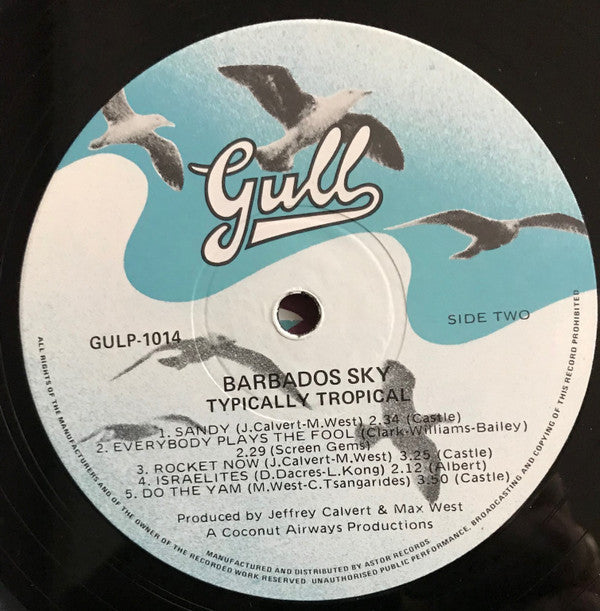 Gull
SIDE TWO
GULP-1014
BARBADOS SKY
TYPICALLY TROPICAL
1. SANDY (J.Calvert-M.West) 2.34 (Castle)
2. EVERYBODY PLAYS THE FOOL (Clark-Williams-Bailey)
2.29 (Screen Gems)
3. ROCKET NOW (J.Calvert-M.West) 3.25 (Castle)
4. ISRAELITES (D.Dacres-L.Kong) 2.12 (Albert)
5. DO THE YAM (M.West-C.Tsangarides) 3.50 (Castle)
Produced by Jeffrey Calvert & Max West
A Coconut Airways Productions
MANUFACTURED AND DISTRIBUTED BY ASTOR RECORDS
ALL RIGHTS OF THE MANUFACTURERS AND OF THE OWNER OF THE RECORDED WORK RESERVED. UNAUTHORISED PUBLIC PERFORMANCE, BROADCASTING AND COPYING OF THIS RECORD PROHIBITED